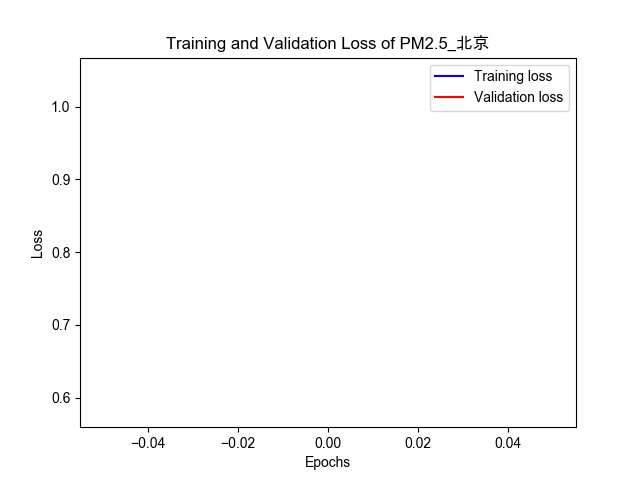 Training and Validation Loss of PM2.5_北京
Training loss
Validation loss
1.0
0.9
0.8
0.7
0.6
Loss
−0.04
−0.02
0.00
0.02
0.04
Epochs